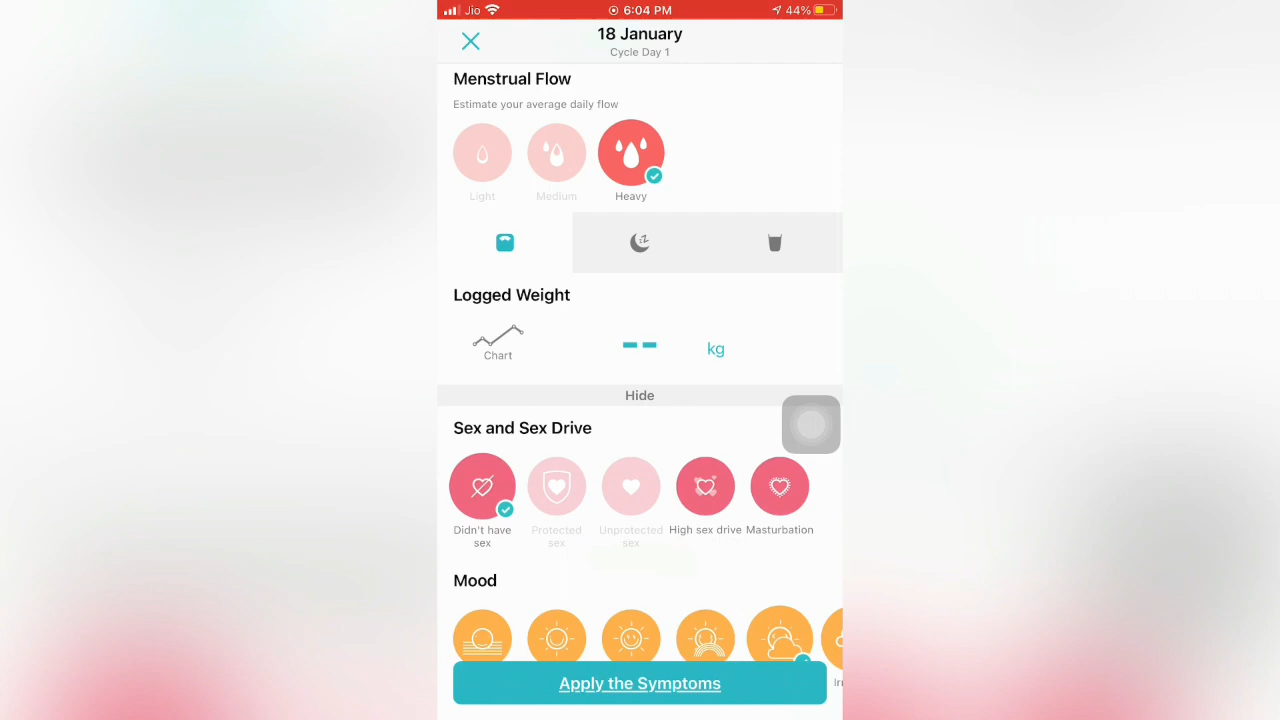 Jio 6:04 PM 44%
18 January
Cycle Day 1
Menstrual Flow
Estimate your average daily flow
Light Medium Heavy
Logged Weight
Chart -- kg
Hide
Sex and Sex Drive
Didn't have sex Protected sex Unprotected sex High sex drive Masturbation
Mood
Apply the Symptoms